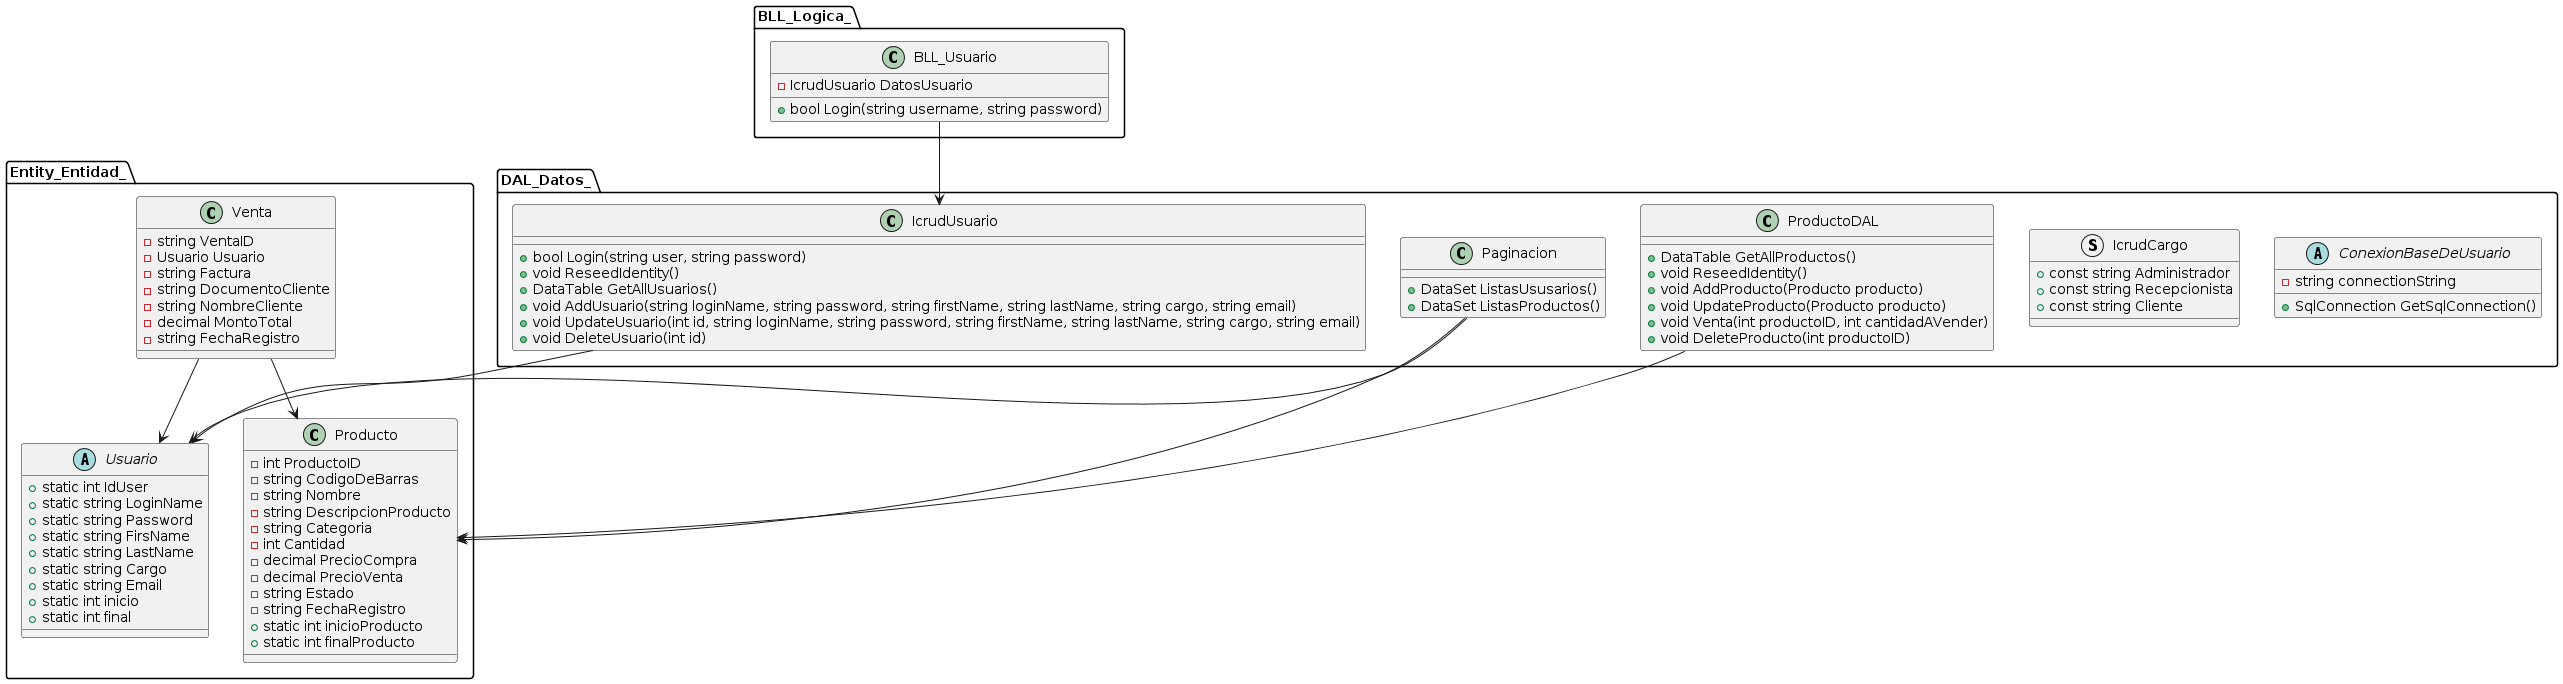 BLL_Logica_
C BLL_Usuario
IcrudUsuario DatosUsuario
bool Login(string username, string password)
Entity_Entidad_
C Venta
string VentaID
Usuario Usuario
string Factura
string DocumentoCliente
string NombreCliente
decimal MontoTotal
string FechaRegistro
A Usuario
static int IdUser
static string LoginName
static string Password
static string FirsName
static string LastName
static string Cargo
static string Email
static int inicio
static int final
C Producto
int ProductoID
string CodigoDeBarras
string Nombre
string DescripcionProducto
string Categoria
int Cantidad
decimal PrecioCompra
decimal PrecioVenta
string Estado
string FechaRegistro
static int inicioProducto
static int finalProducto
DAL_Datos_
C IcrudUsuario
bool Login(string user, string password)
void ReseedIdentity()
DataTable GetAllUsuarios()
void AddUsuario(string loginName, string password, string firstName, string lastName, string cargo, string email)
void UpdateUsuario(int id, string loginName, string password, string firstName, string lastName, string cargo, string email)
void DeleteUsuario(int id)
C Paginacion
DataSet ListasUsusarios()
DataSet ListasProductos()
C ProductoDAL
DataTable GetAllProductos()
void ReseedIdentity()
void AddProducto(Producto producto)
void UpdateProducto(Producto producto)
void Venta(int productoID, int cantidadAVender)
void DeleteProducto(int productoID)
S IcrudCargo
const string Administrador
const string Recepcionista
const string Cliente
A ConexionBaseDeUsuario
string connectionString
SqlConnection GetSqlConnection()